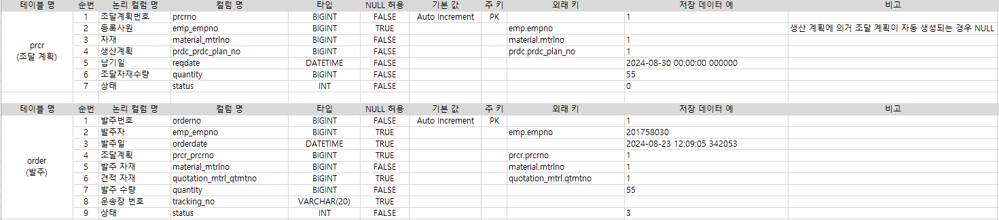 테이블 명 순번 논리 컬럼 명 컬럼 명 타입 NULL 허용 기본 값 주 키 외래 키 저장 데이터 예 비고
prcr
(조달 계획)
1 조달계획번호 prcrno BIGINT FALSE Auto Increment PK 1
2 등록사원 emp_empno BIGINT TRUE emp.empno 생산 계획에 의거 조달 계획이 자동 생성되는 경우 NULL
3 자재 material_mtrlno BIGINT FALSE material.mtrlno 1
4 생산계획 prdc_prdc_plan_no BIGINT FALSE prdc.prdc_plan_no 1
5 납기일 reqdate DATETIME FALSE 2024-08-30 00:00:00 000000
6 조달자재수량 quantity BIGINT FALSE 55
7 상태 status INT FALSE 0
테이블 명 순번 논리 컬럼 명 컬럼 명 타입 NULL 허용 기본 값 주 키 외래 키 저장 데이터 예 비고
order
(발주)
1 발주번호 orderno BIGINT FALSE Auto Increment PK 1
2 발주자 emp_empno BIGINT TRUE emp.empno 201758030
3 발주일 orderdate DATETIME TRUE 2024-08-23 12:09:05 342053
4 조달계획 prcr_prcrno BIGINT TRUE prcr.prcrno 1
5 발주 자재 material_mtrlno BIGINT FALSE material.mtrlno 1
6 견적 자재 quotation_mtrl_qtmtno BIGINT TRUE quotation_mtrl.qtmtno 1
7 발주 수량 quantity BIGINT FALSE 55
8 운송장 번호 tracking_no VARCHAR(20) TRUE
9 상태 status INT FALSE 3